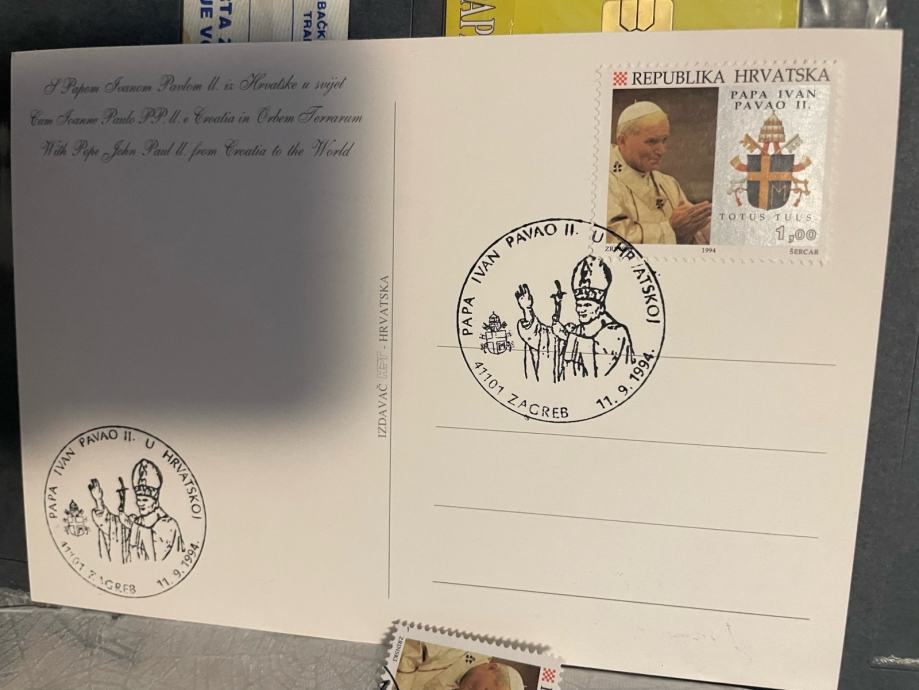 S Papom Ivanom Pavlom II. iz Hrvatske u svijet
Cum Ioanne Paulo PP. II. e Croatia in Orbem Terrarum
With Pope John Paul II. from Croatia to the World
REPUBLIKA HRVATSKA
PAPA IVAN
PAVAO II.
TOTUS TUUS
1,00
1994
ŠERCAR
PAPA IVAN PAVAO II. U HRVATSKOJ
41101 ZAGREB 11. 9. 1994.
IZDAVAČ HPT - HRVATSKA
PAPA IVAN PAVAO II. U HRVATSKOJ
41101 ZAGREB 11. 9. 1994.
ZRINSKI